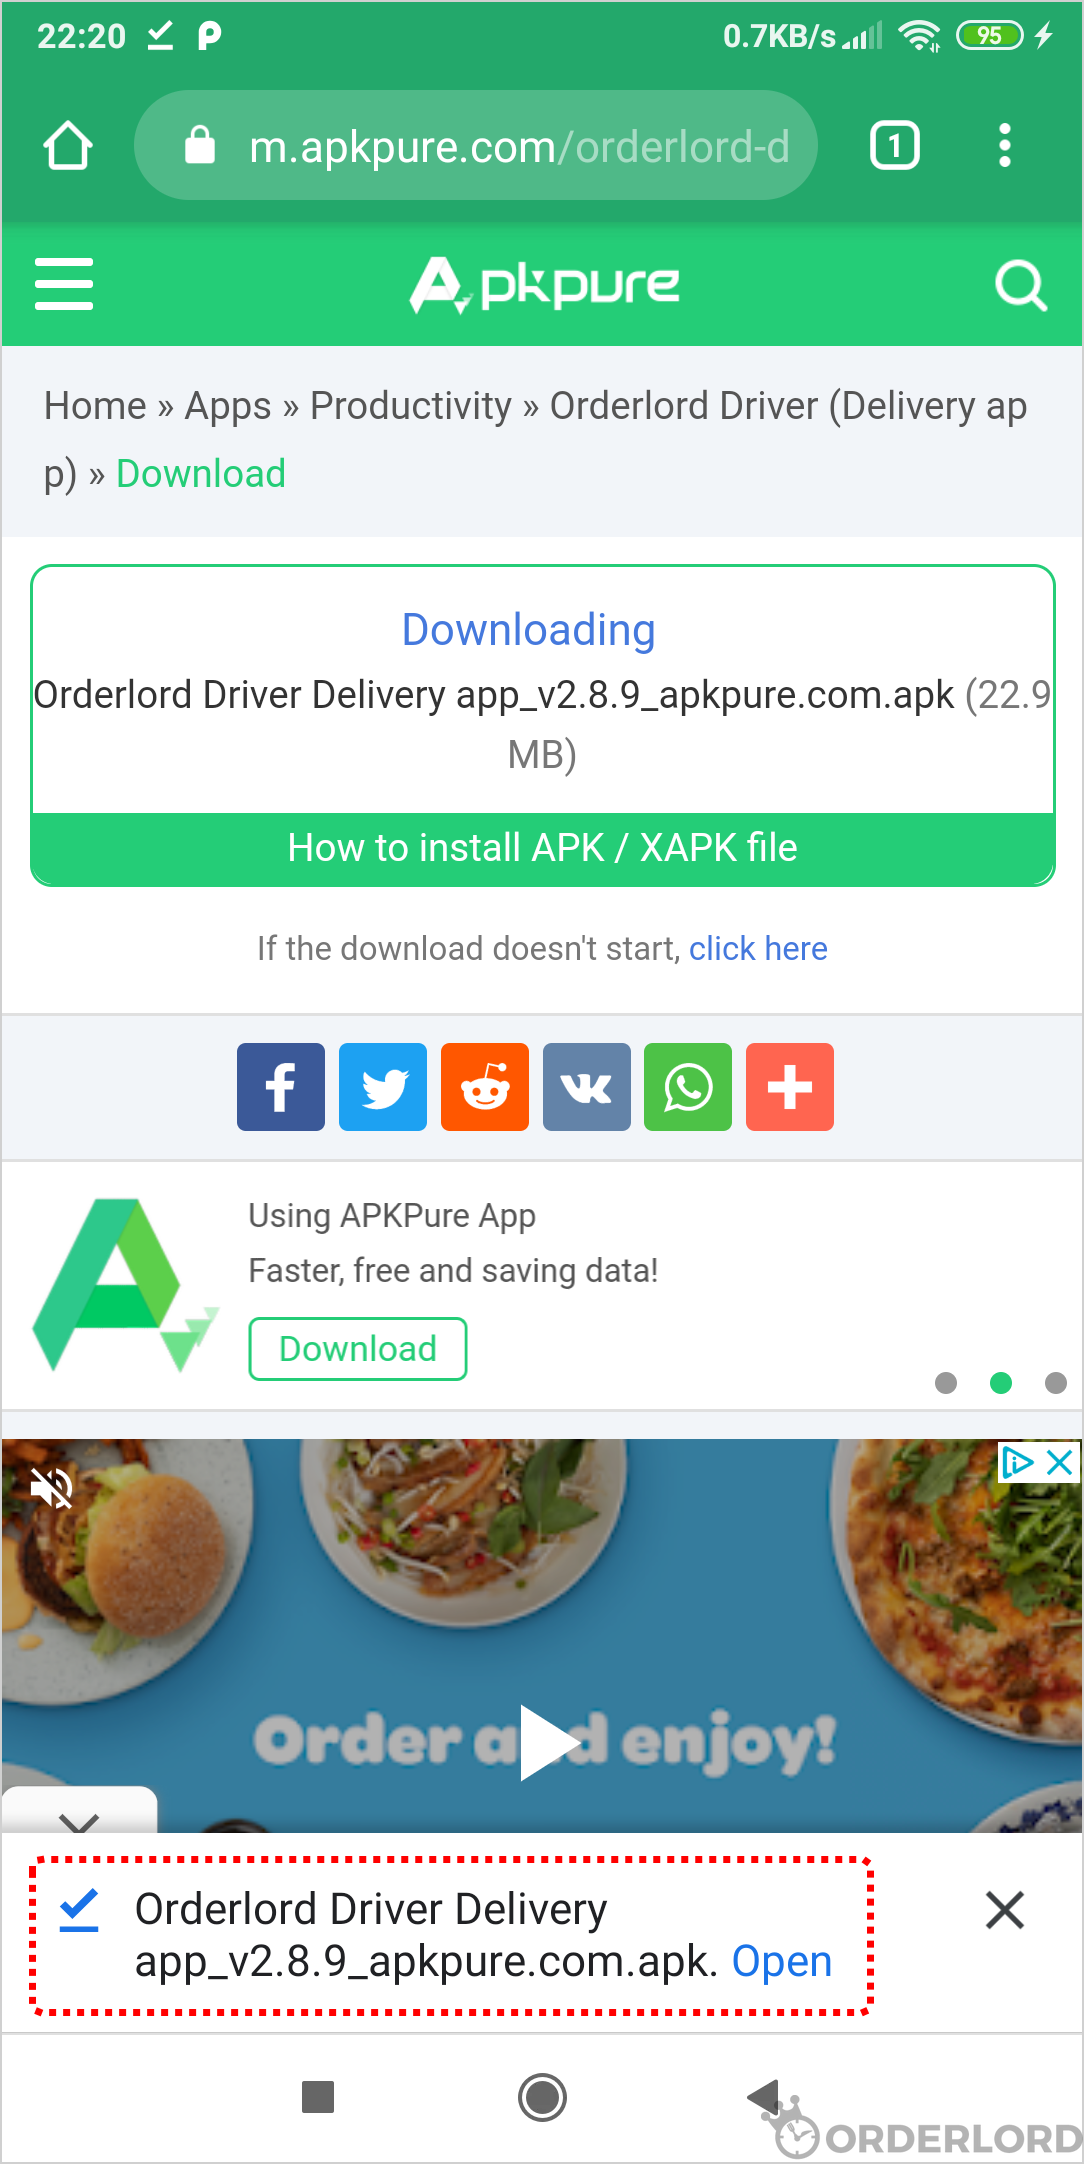 22:20 0.7KB/s 95
m.apkpure.com/orderlord-d 1
Apkpure
Home » Apps » Productivity » Orderlord Driver (Delivery ap
p) » Download
Downloading
Orderlord Driver Delivery app_v2.8.9_apkpure.com.apk (22.9
MB)
How to install APK / XAPK file
If the download doesn't start, click here
Using APKPure App
Faster, free and saving data!
Download
Order and enjoy!
Orderlord Driver Delivery
app_v2.8.9_apkpure.com.apk. Open
ORDERLORD